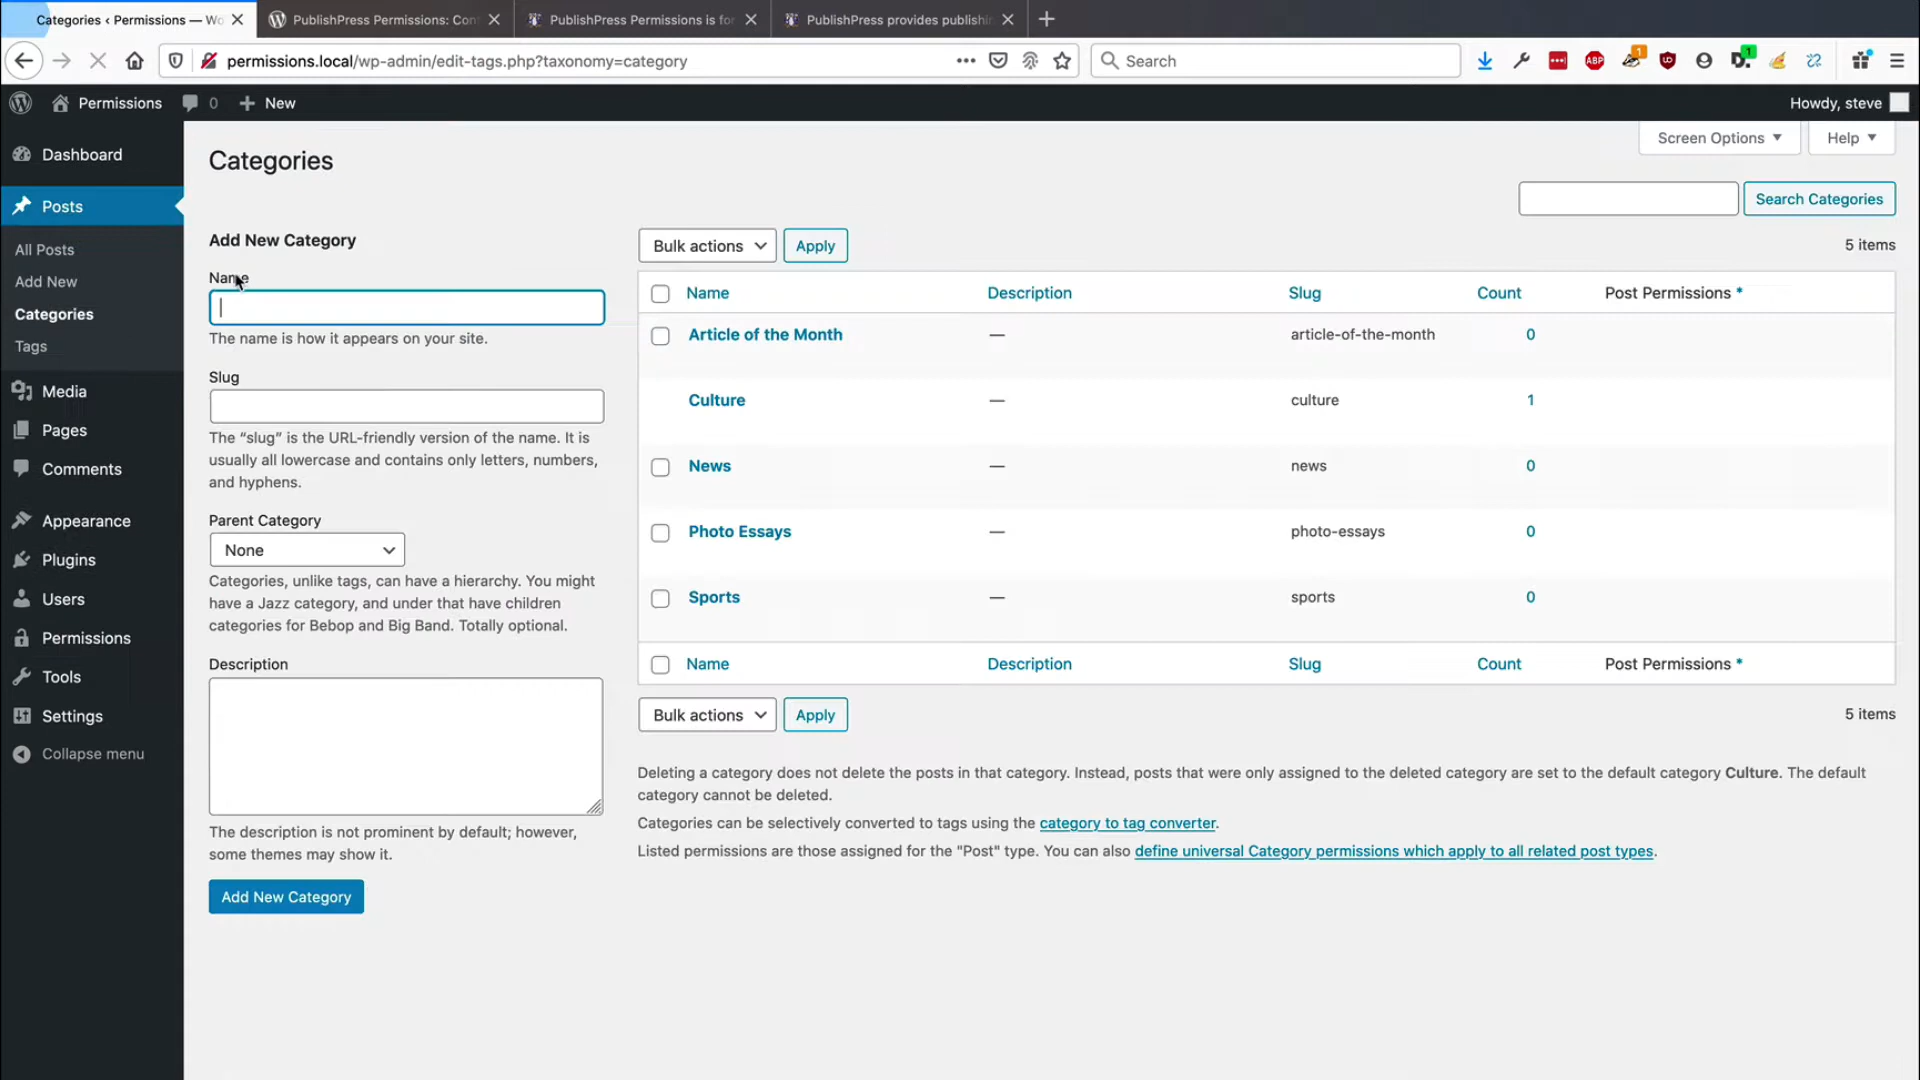 Categories ‹ Permissions — Wo
PublishPress Permissions: Con
PublishPress Permissions is for
PublishPress provides publishin
permissions.local/wp-admin/edit-tags.php?taxonomy=category
Search
ABP
1
1
Permissions
0
New
Howdy, steve
Dashboard
Posts
All Posts
Add New
Categories
Tags
Media
Pages
Comments
Appearance
Plugins
Users
Permissions
Tools
Settings
Collapse menu
Categories
Screen Options
Help
Search Categories
Add New Category
Name
The name is how it appears on your site.
Slug
The “slug” is the URL-friendly version of the name. It is
usually all lowercase and contains only letters, numbers,
and hyphens.
Parent Category
None
Categories, unlike tags, can have a hierarchy. You might
have a Jazz category, and under that have children
categories for Bebop and Big Band. Totally optional.
Description
The description is not prominent by default; however,
some themes may show it.
Add New Category
Bulk actions
Apply
5 items
Name Description Slug Count Post Permissions *
Article of the Month — article-of-the-month 0
Culture — culture 1
News — news 0
Photo Essays — photo-essays 0
Sports — sports 0
Name Description Slug Count Post Permissions *
Bulk actions
Apply
5 items
Deleting a category does not delete the posts in that category. Instead, posts that were only assigned to the deleted category are set to the default category Culture. The default
category cannot be deleted.
Categories can be selectively converted to tags using the category to tag converter.
Listed permissions are those assigned for the "Post" type. You can also define universal Category permissions which apply to all related post types.